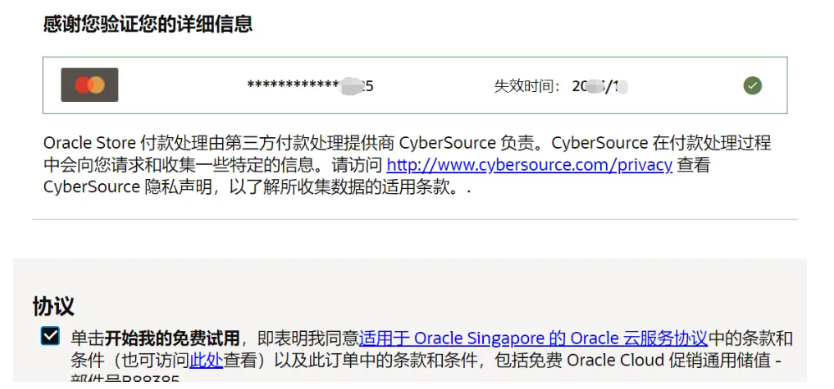 感谢您验证您的详细信息
************ 25 失效时间： 20 /1
Oracle Store 付款处理由第三方付款处理提供商 CyberSource 负责。CyberSource 在付款处理过程
中会向您请求和收集一些特定的信息。请访问 http://www.cybersource.com/privacy 查看
CyberSource 隐私声明，以了解所收集数据的适用条款。.
协议
单击开始我的免费试用，即表明我同意适用于 Oracle Singapore 的 Oracle 云服务协议中的条款和
条件（也可访问此处查看）以及此订单中的条款和条件，包括免费 Oracle Cloud 促销通用储值 -
部件号B88385